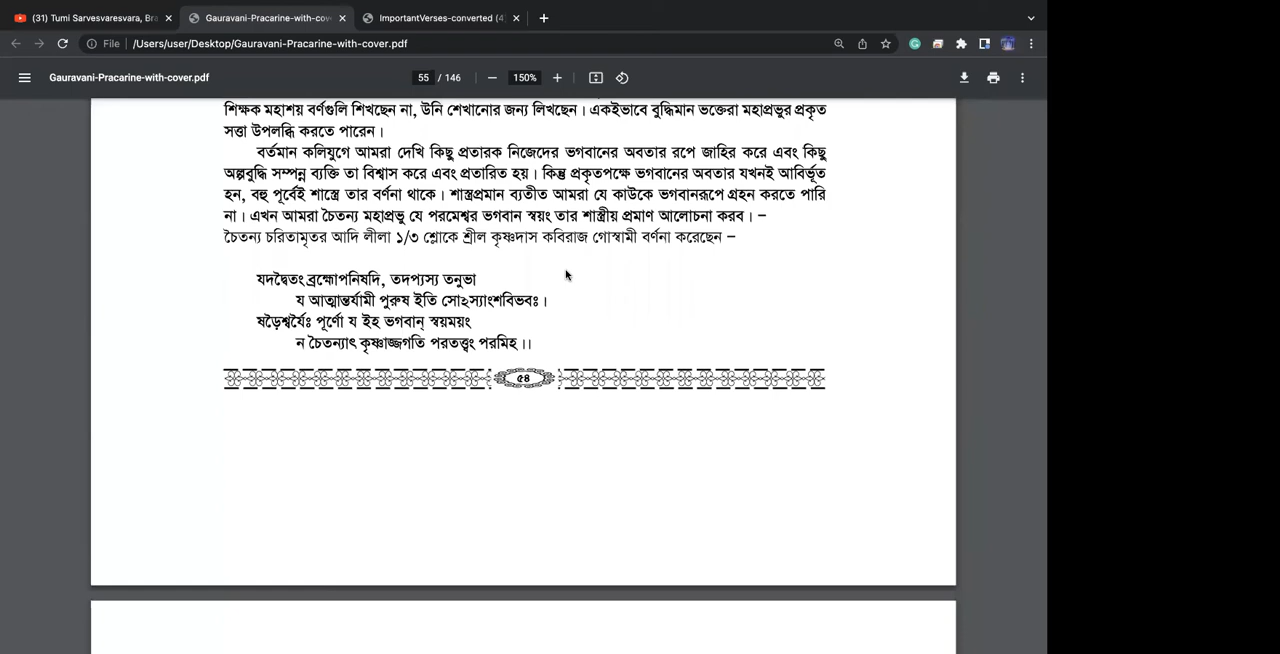 (31) Tumi Sarvesvaresvara, Bra
Gauravani-Pracarine-with-cove
ImportantVerses-converted (4)
File /Users/user/Desktop/Gauravani-Pracarine-with-cover.pdf
Gauravani-Pracarine-with-cover.pdf
55 / 146
150%
শিক্ষক মহাশয় বর্ণগুলি শিখছেন না, উনি শেখানোর জন্য লিখছেন। একইভাবে বুদ্ধিমান ভক্তেরা মহাপ্রভুর প্রকৃত
সত্তা উপলব্ধি করতে পারেন।
বর্তমান কলিযুগে আমরা দেখি কিছু প্রতারক নিজেদের ভগবানের অবতার রূপে জাহির করে এবং কিছু
অল্পবুদ্ধি সম্পন্ন ব্যক্তি তা বিশ্বাস করে এবং প্রতারিত হয়। কিন্তু প্রকৃতপক্ষে ভগবানের অবতার যখনই আবির্ভূত
হন, বহু পূর্বেই শাস্ত্রে তার বর্ণনা থাকে। শাস্ত্রপ্রমান ব্যতীত আমরা যে কাউকে ভগবানরূপে গ্রহন করতে পারি
না। এখন আমরা চৈতন্য মহাপ্রভু যে পরমেশ্বর ভগবান স্বয়ং তার শাস্ত্রীয় প্রমাণ আলোচনা করব। –
চৈতন্য চরিতামৃতর আদি লীলা ১/৩ শ্লোকে শ্রীল কৃষ্ণদাস কবিরাজ গোস্বামী বর্ণনা করেছেন –
যদদ্বৈতং ব্রহ্মোপনিষদি, তদপ্যস্য তনুভা
য আত্মান্তর্যামী পুরুষ ইতি সোঽস্যাংশবিভবঃ।
ষড়ৈশ্বর্যৈঃ পূর্ণো য ইহ ভগবান্ স্বয়ময়ং
ন চৈতন্যাৎ কৃষ্ণাজ্জগতি পরতত্ত্বং পরমিহ।।
৫৪